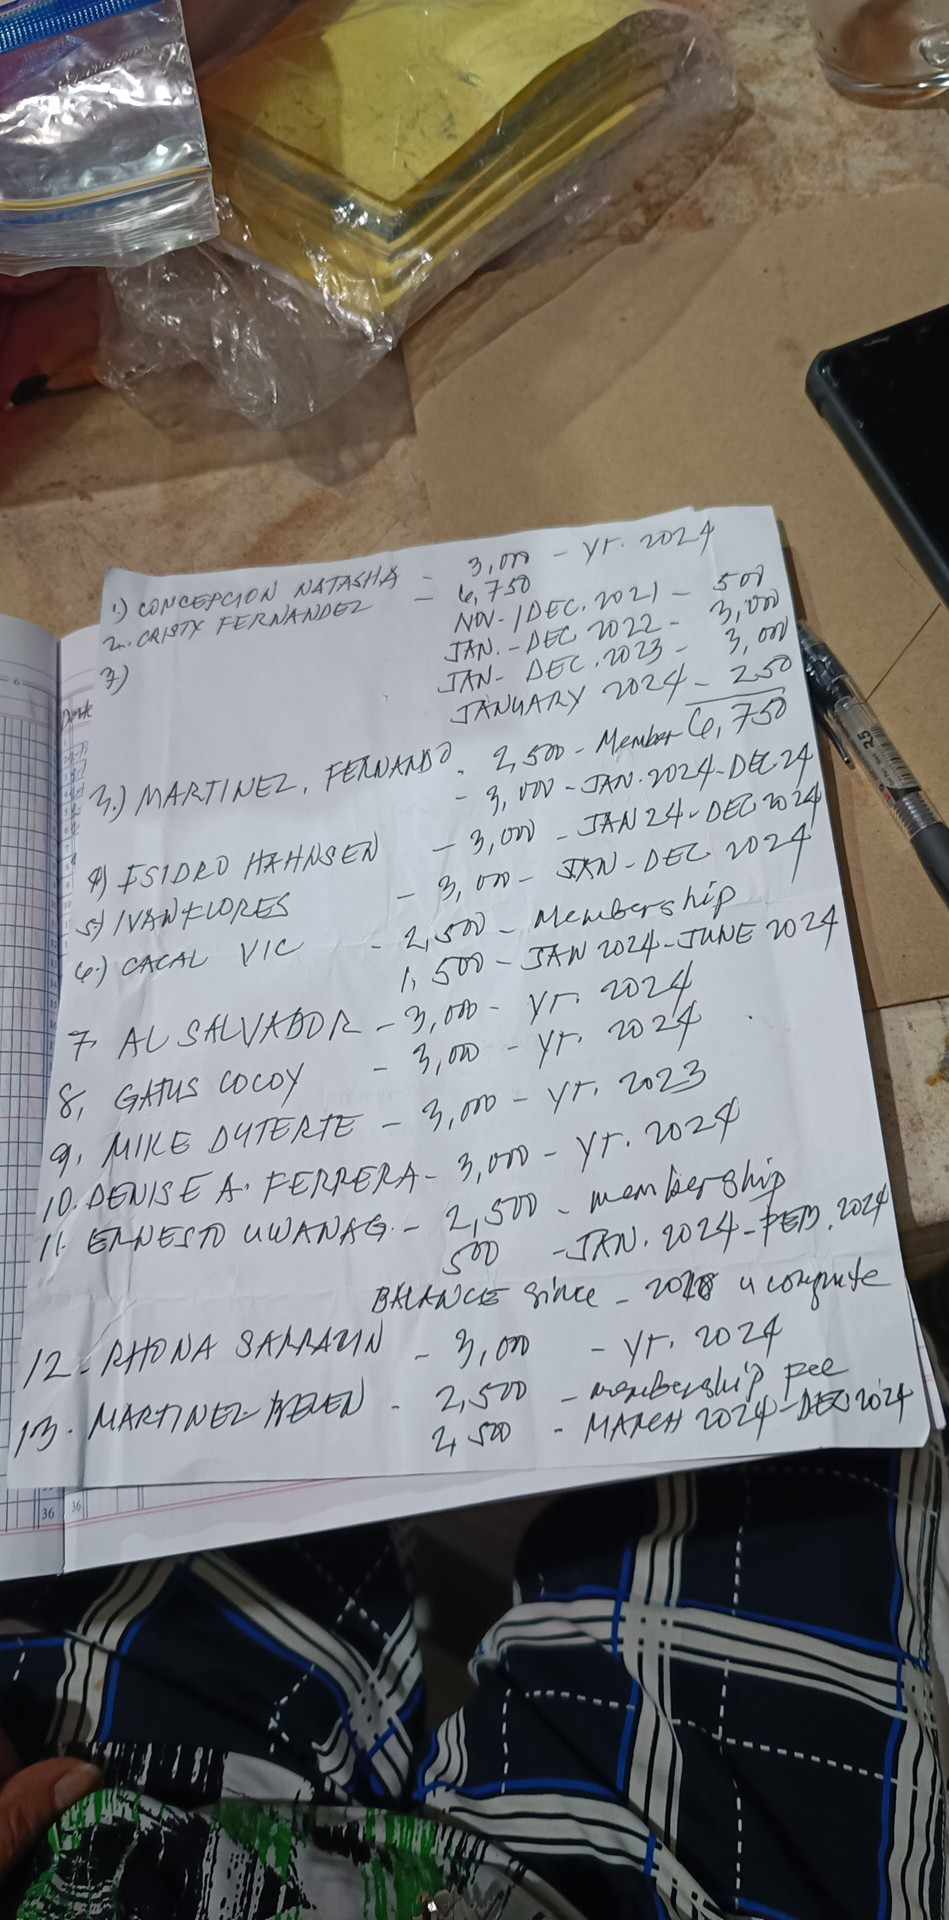 1.) CONCEPCION NATASHA = 3,000 - yr. 2024
2. CRISTY FERNANDEZ - 6,750
3) NOV-/DEC. 2021 - 500
JAN. - DEC 2022 - 3,000
JAN - DEC. 2023 - 3,000
JANUARY 2024 - 250
6,750
3.) MARTINEZ, FERNANDO - 2,500 - Member
- 3,000 - JAN. 2024 - DEC. 24
4) ISIDRO HAHNSEN - 3,000 - JAN 24 - DEC 2024
5) IVAN FLORES - 3,000 - JAN - DEC. 2024
6.) CACAL VIC - 2,500 - Membership
1,500 - JAN 2024 - JUNE 2024
7. AL SALVADOR - 3,000 - yr. 2024
8, GATUS COCOY - 3,000 - yr. 2024
9. MIKE DUTERTE - 3,000 - yr. 2023
10. DENISE A. FERRERA - 3,000 - yr. 2024
11. ERNESTO UWANAG. - 2,500 - membership
500 - JAN. 2024 - FEB. 2024
BALANCE since - 2018 u compute
12 - RHONA SARRAZIN - 3,000 - yr. 2024
13. MARTINEZ BELEN - 2,500 - membership Fee
2,500 - MARCH 2024 - DEC 2024
36
36
2.5